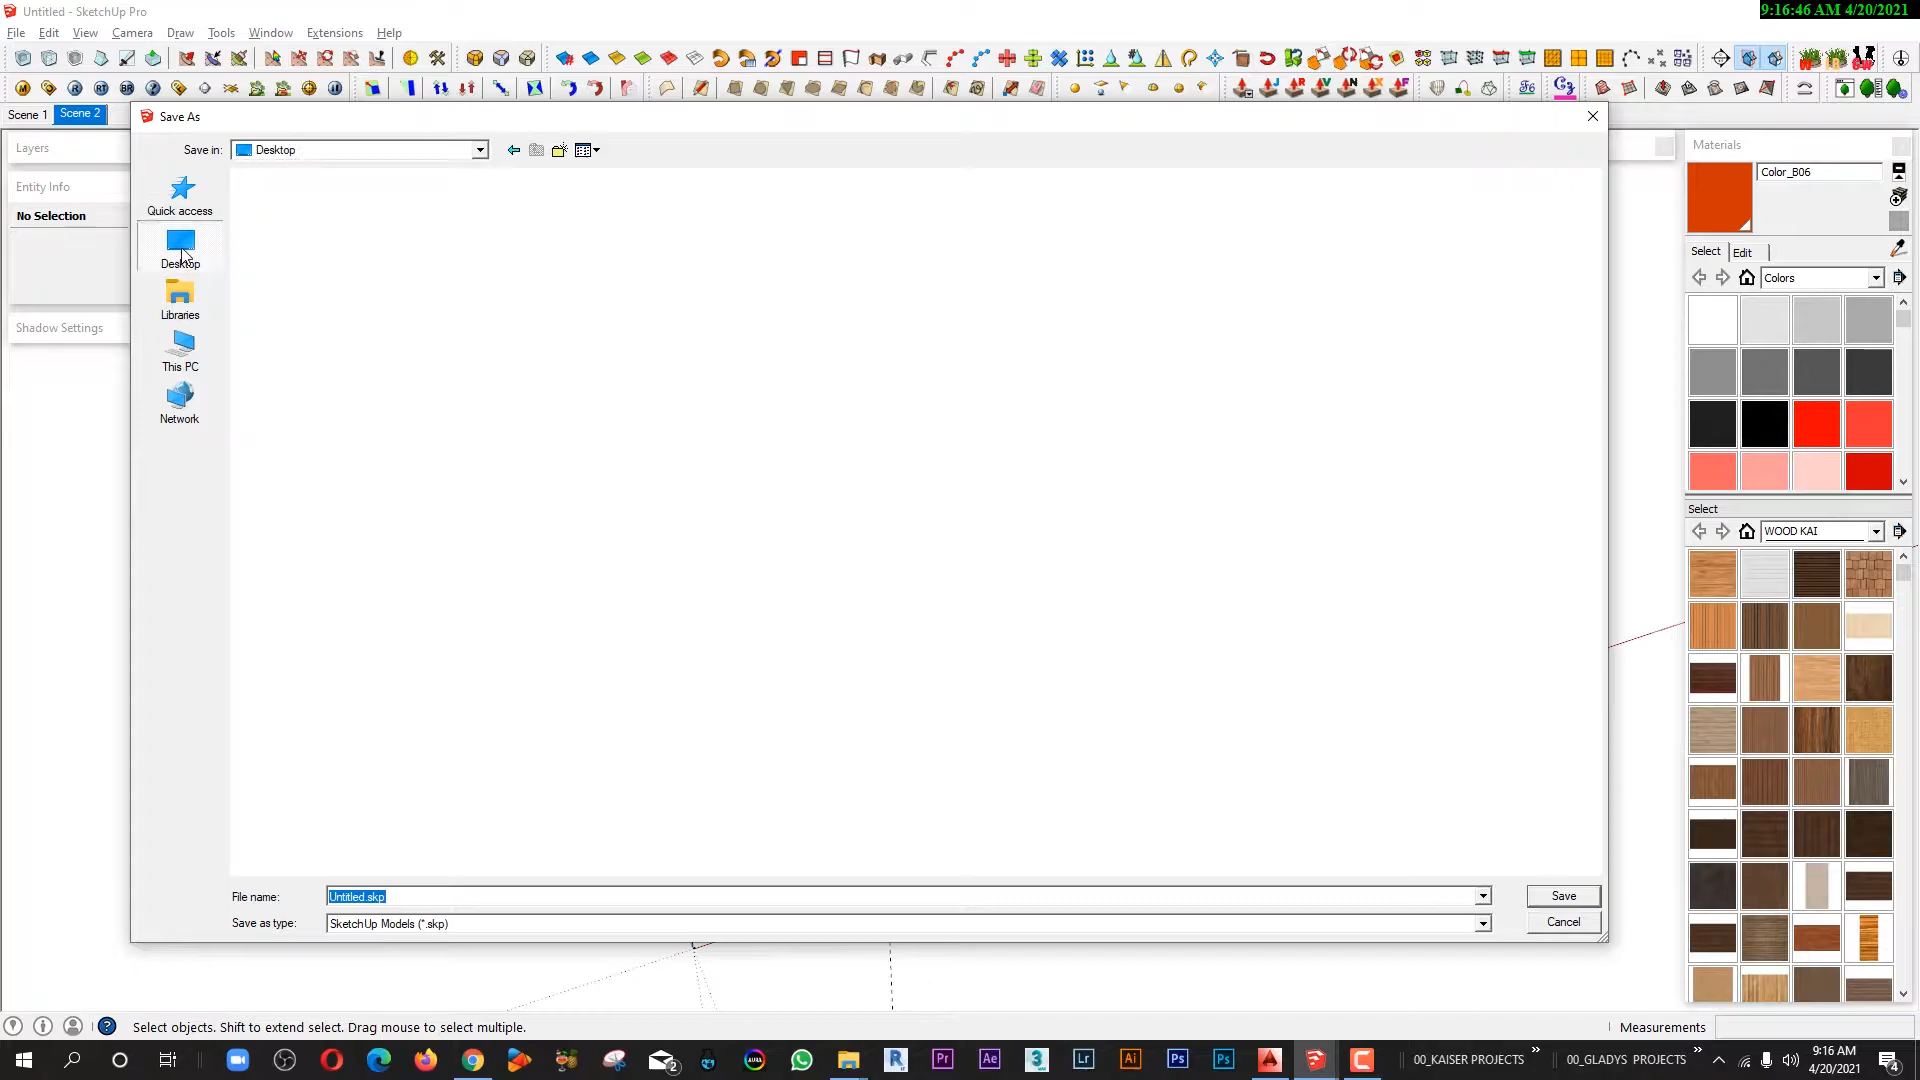 Untitled - SketchUp Pro
9:16:46 AM 4/20/2021
File Edit View Camera Draw Tools Window Extensions Help
Scene 1 Scene 2
Save As
Layers
Entity Info
No Selection
Shadow Settings
Save in: Desktop
Quick access
Desktop
Libraries
This PC
Network
File name: Untitled.skp Save
Save as type: SketchUp Models (*.skp) Cancel
Materials
Color_B06
Select Edit
Colors
Select
WOOD KAI
Select objects. Shift to extend select. Drag mouse to select multiple.
Measurements
00_KAISER PROJECTS
00_GLADYS PROJECTS
9:16 AM
4/20/2021